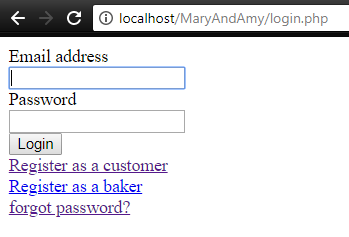 localhost/MaryAndAmy/login.php
Email address
Password
Login
Register as a customer
Register as a baker
forgot password?